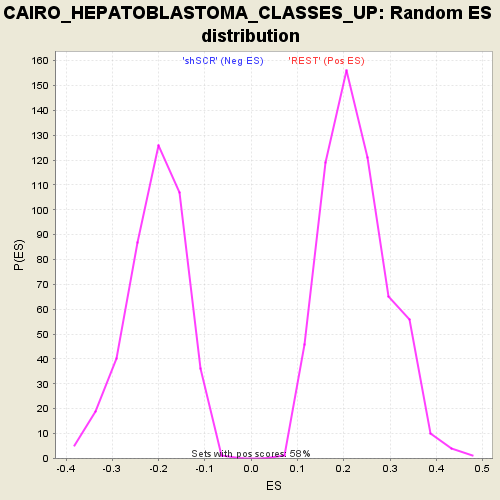 CAIRO_HEPATOBLASTOMA_CLASSES_UP: Random ES
distribution
'shSCR' (Neg ES) 'REST' (Pos ES)
160
150
140
130
120
110
100
90
80
70
60
50
40
30
20
10
0
P(ES)
Sets with pos scores: 58%
-0.4 -0.3 -0.2 -0.1 0.0 0.1 0.2 0.3 0.4 0.5
ES